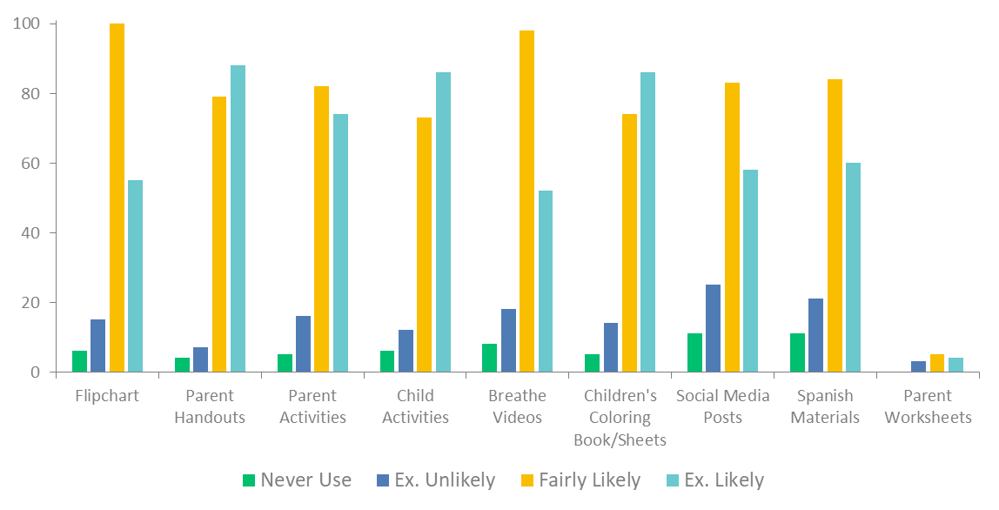 100
80
60
40
20
0
Flipchart
Parent
Handouts
Parent
Activities
Child
Activities
Breathe
Videos
Children's
Coloring
Book/Sheets
Social Media
Posts
Spanish
Materials
Parent
Worksheets
Never Use Ex. Unlikely Fairly Likely Ex. Likely